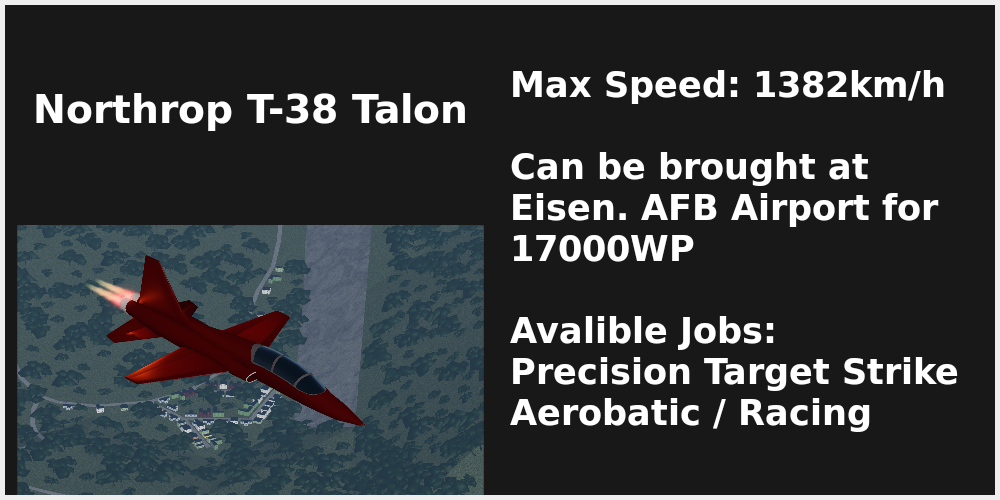 Northrop T-38 Talon
Max Speed: 1382km/h
Can be brought at
Eisen. AFB Airport for
17000WP
Avalible Jobs:
Precision Target Strike
Aerobatic / Racing